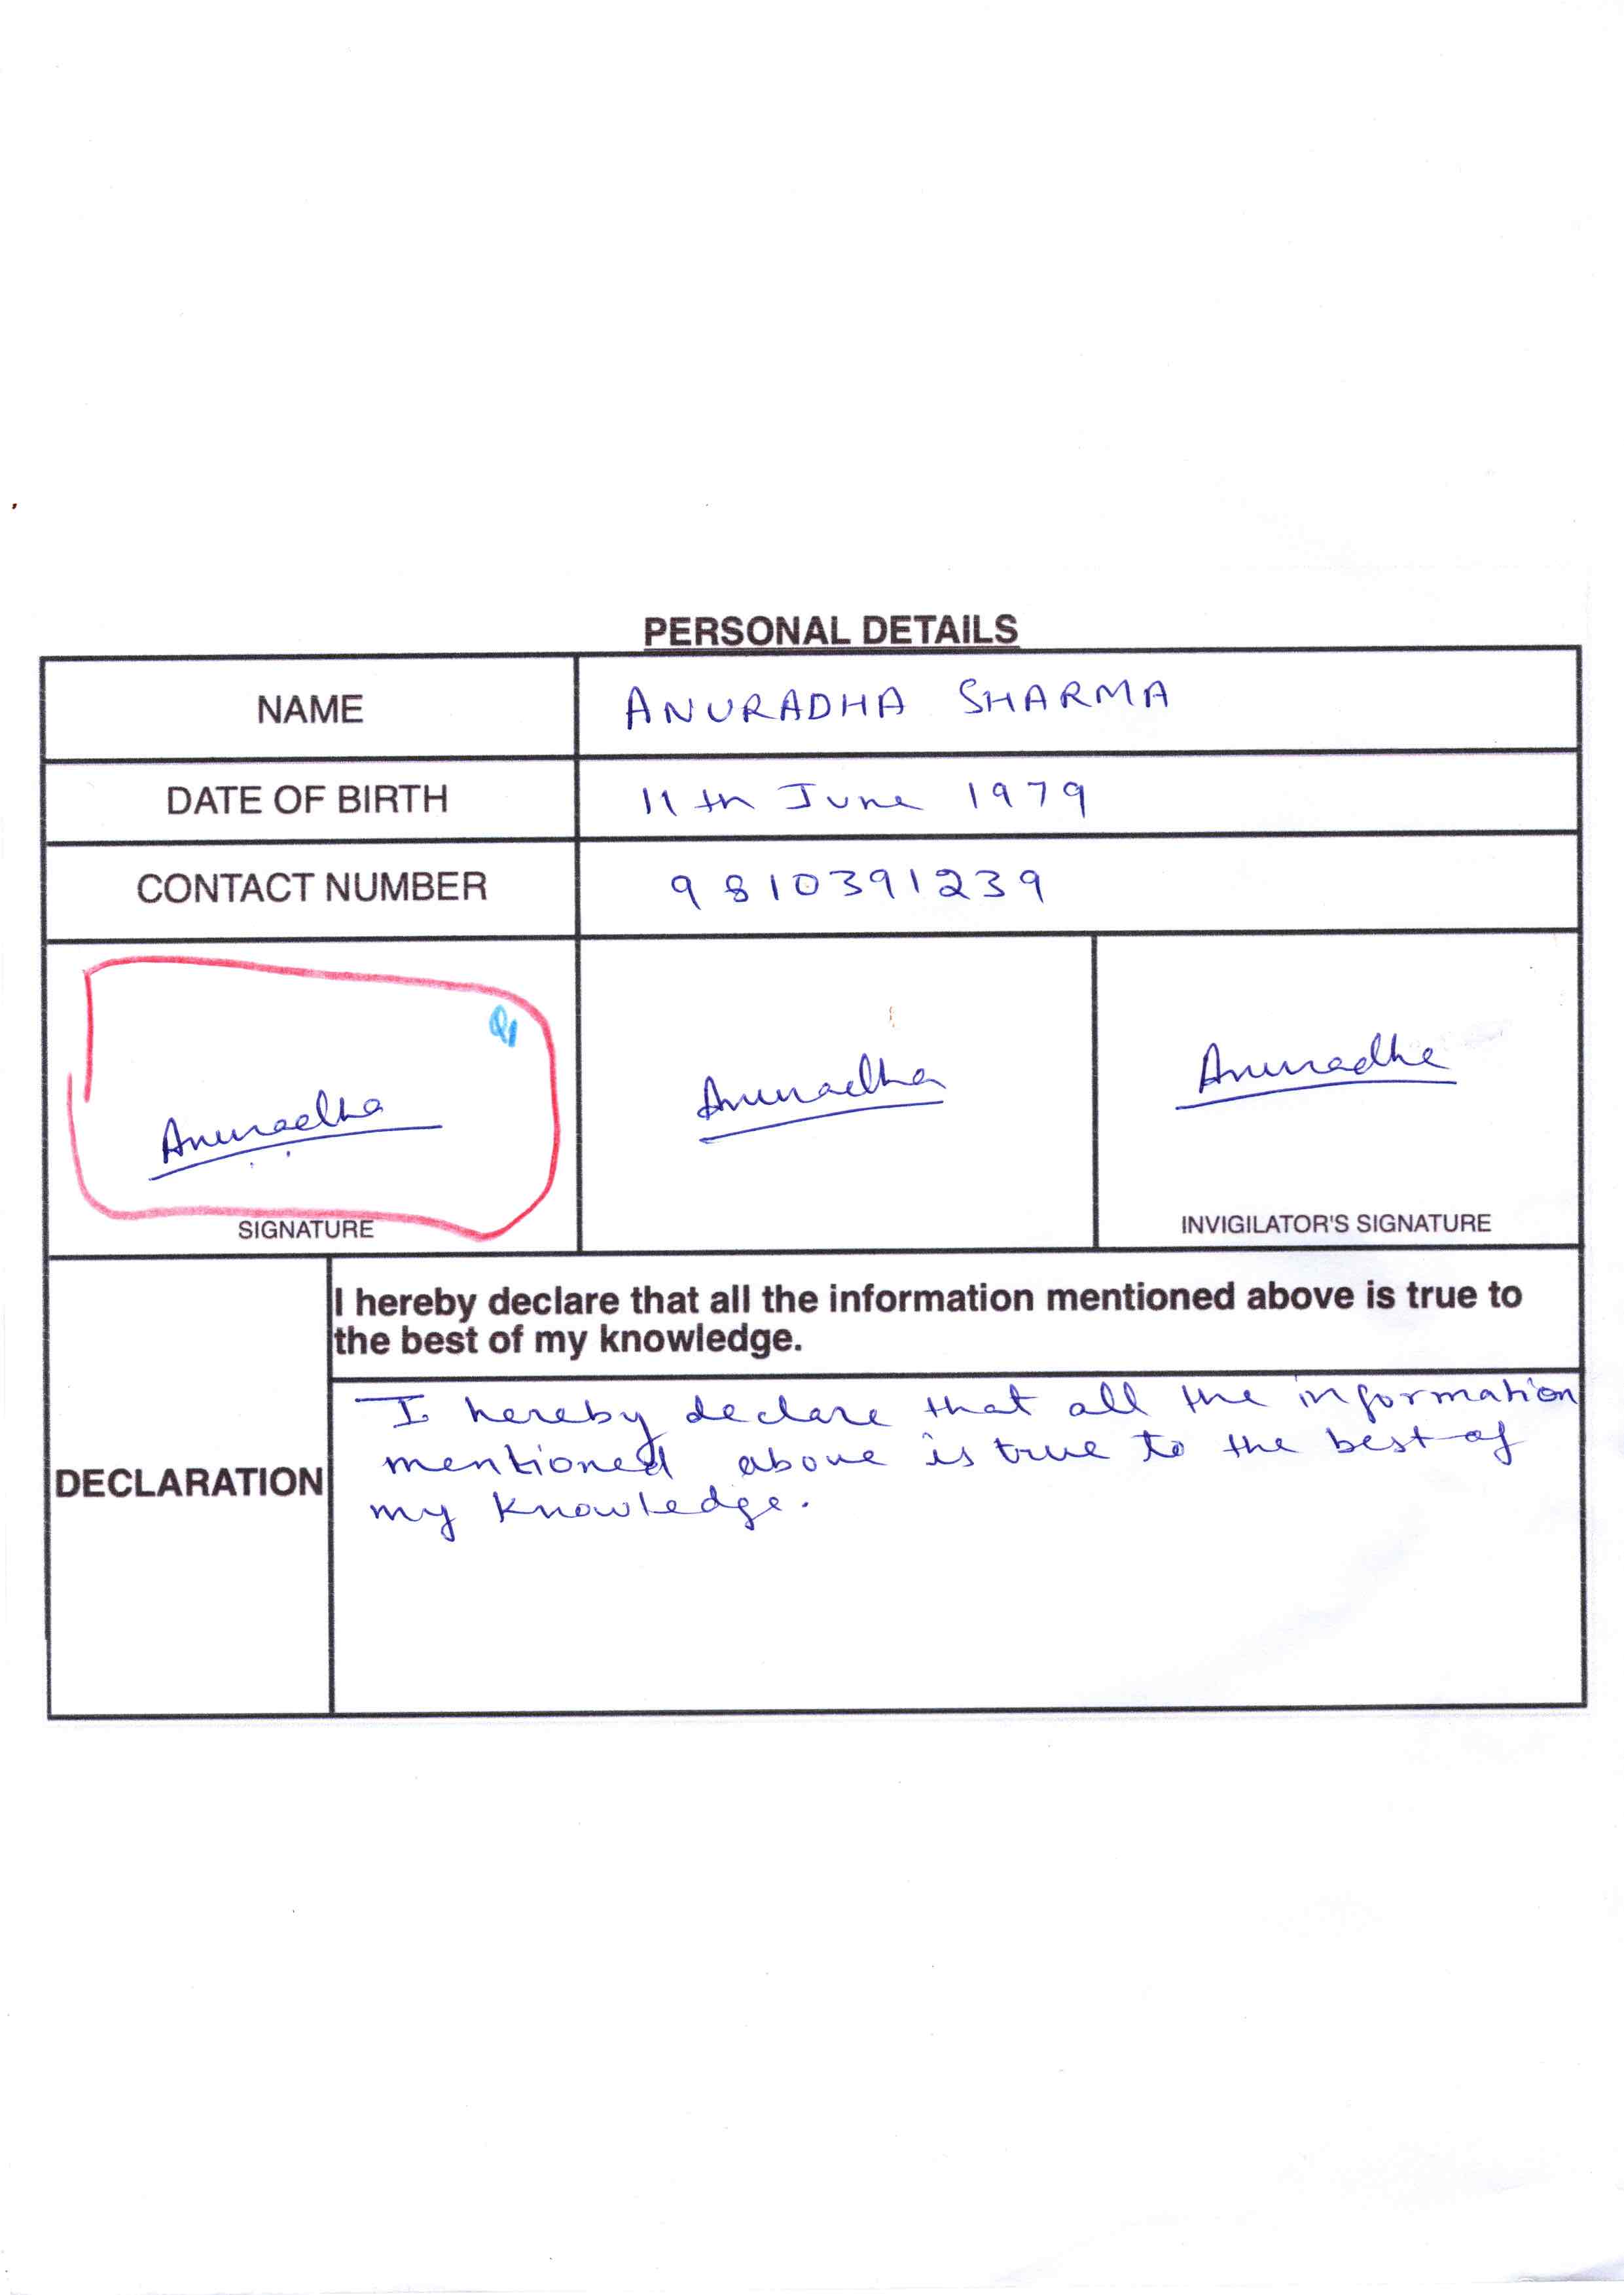 PERSONAL DETAILS
NAME ANURADHA SHARMA
DATE OF BIRTH 11th June 1979
CONTACT NUMBER 9810391239
Q1
Anuradha Anuradha Anuradha
SIGNATURE INVIGILATOR'S SIGNATURE
I hereby declare that all the information mentioned above is true to
the best of my knowledge.
DECLARATION
I hereby declare that all the information
mentioned above is true to the best of
my knowledge.